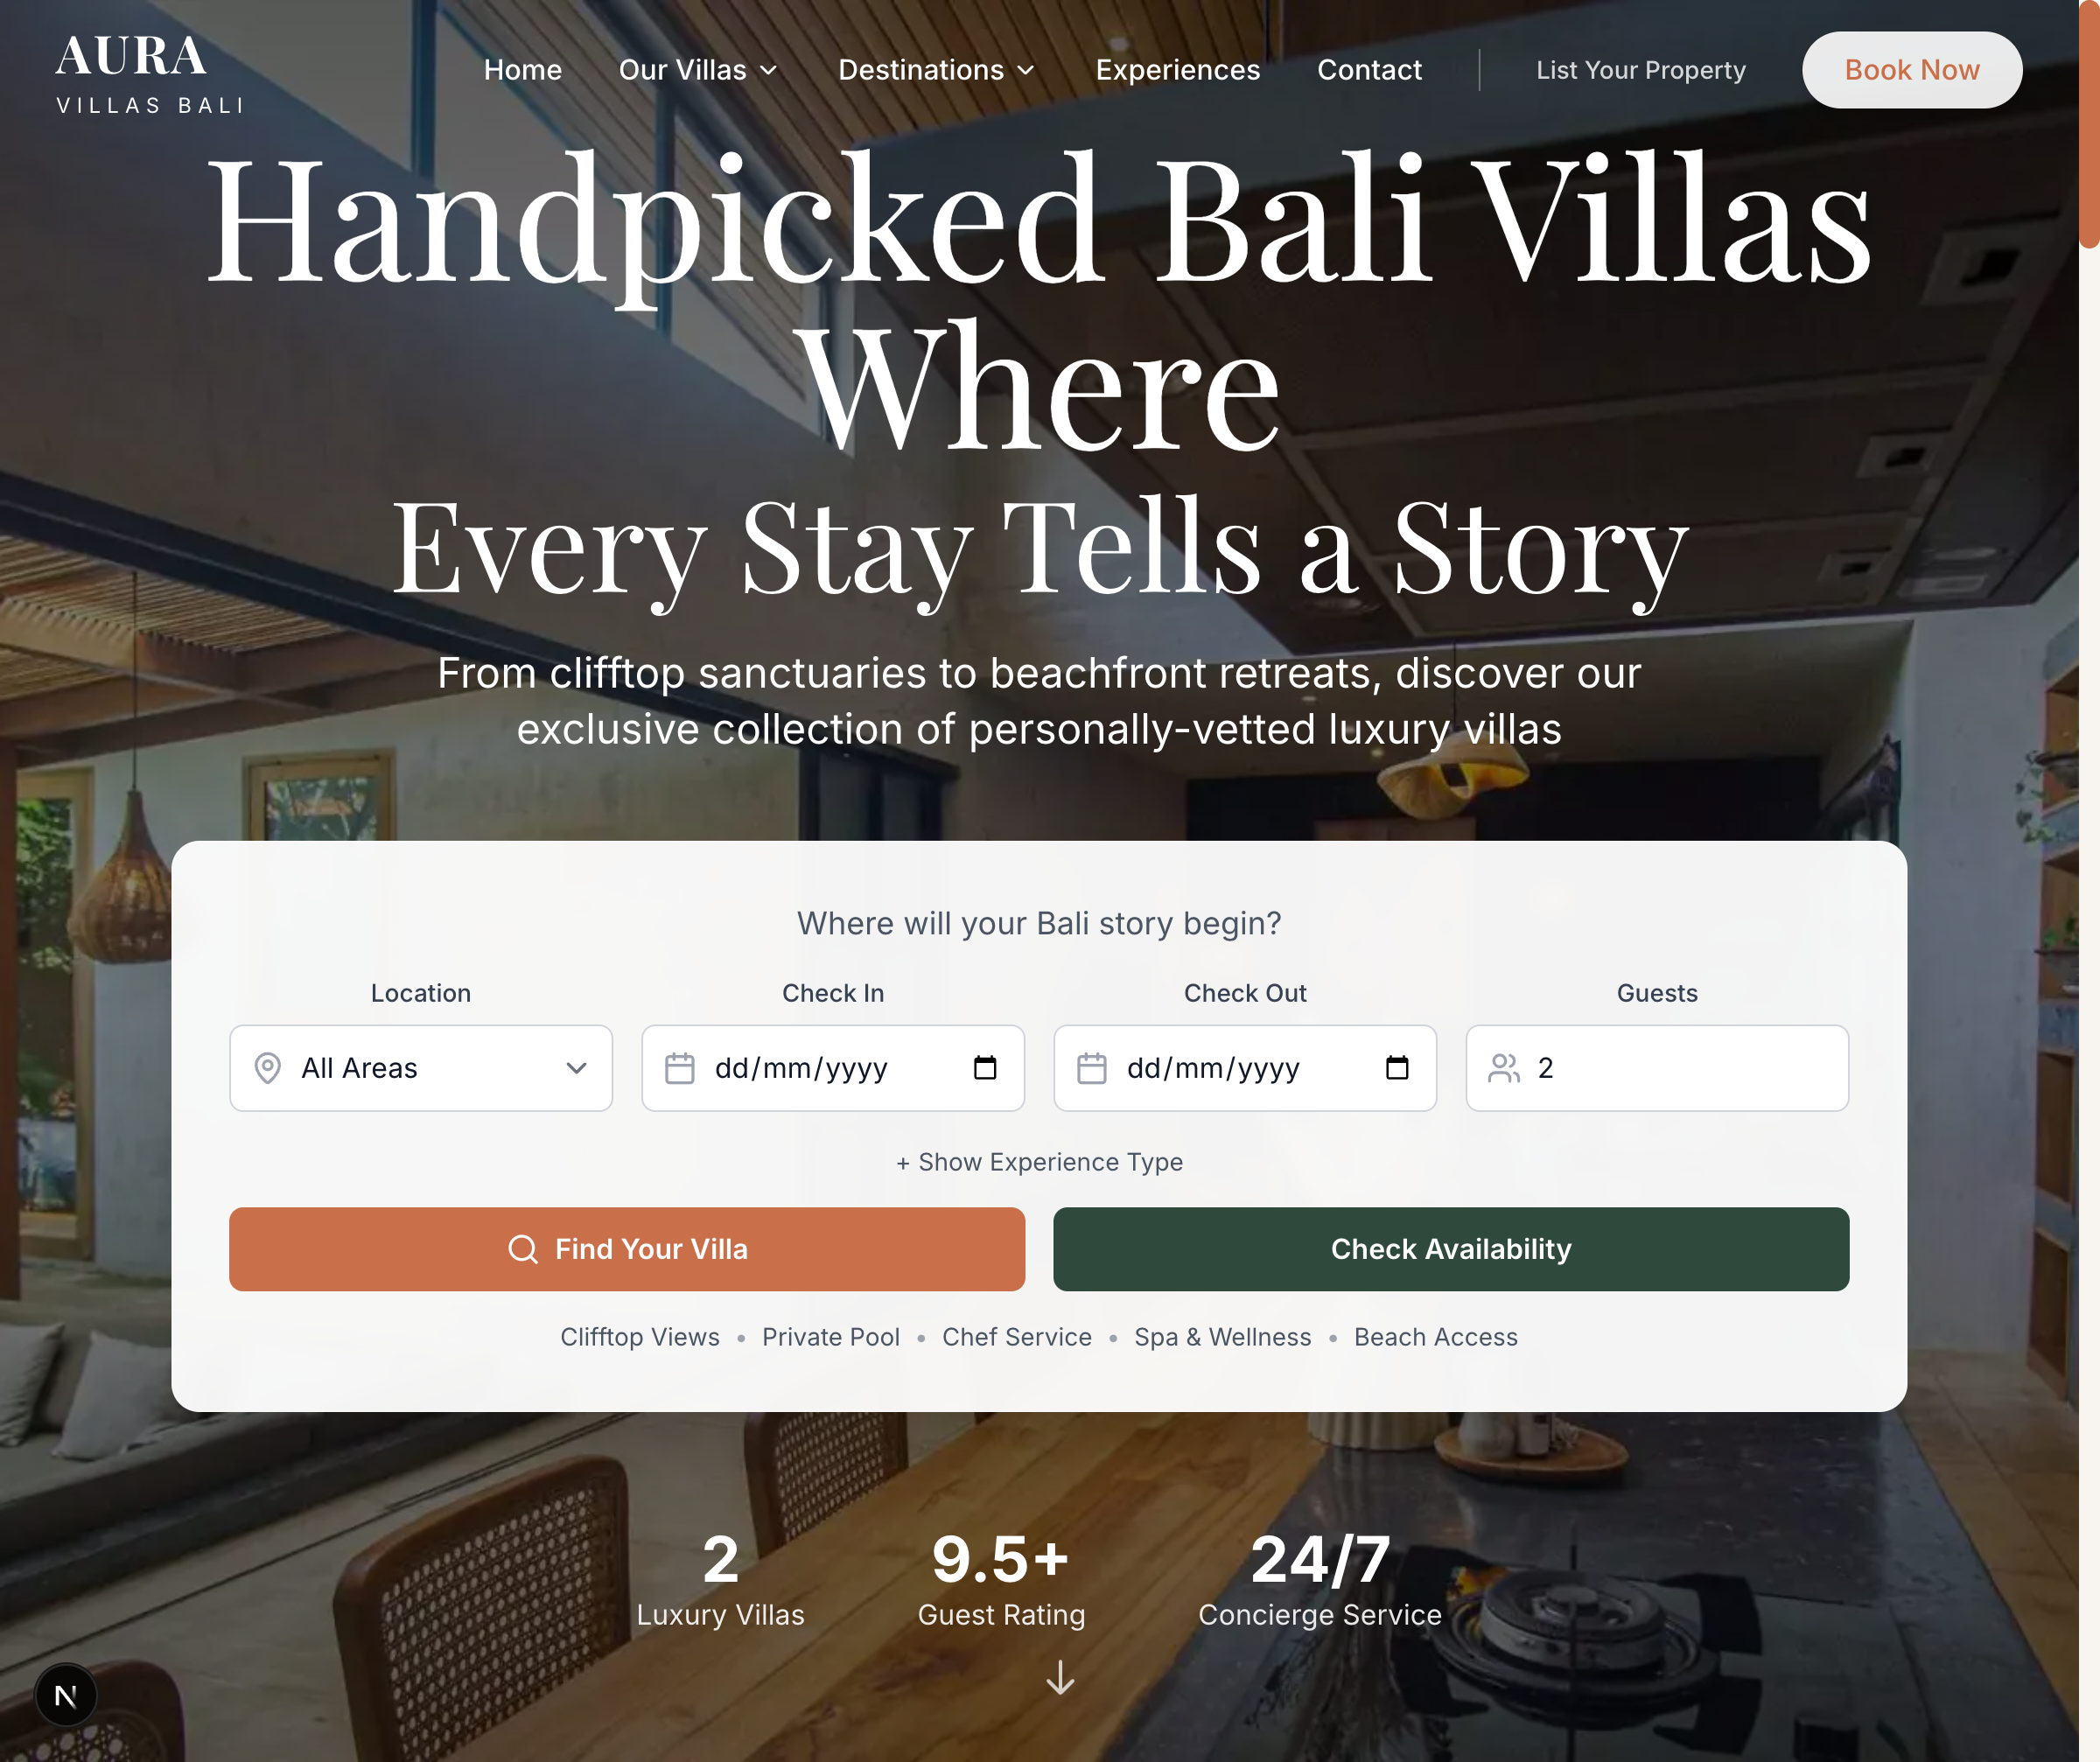 AURA
VILLAS BALI
Home Our Villas Destinations Experiences Contact List Your Property Book Now
Handpicked Bali Villas
Where
Every Stay Tells a Story
From clifftop sanctuaries to beachfront retreats, discover our
exclusive collection of personally-vetted luxury villas
Where will your Bali story begin?
Location Check In Check Out Guests
All Areas dd/mm/yyyy dd/mm/yyyy 2
+ Show Experience Type
Find Your Villa Check Availability
Clifftop Views • Private Pool • Chef Service • Spa & Wellness • Beach Access
2 9.5+ 24/7
Luxury Villas Guest Rating Concierge Service
N